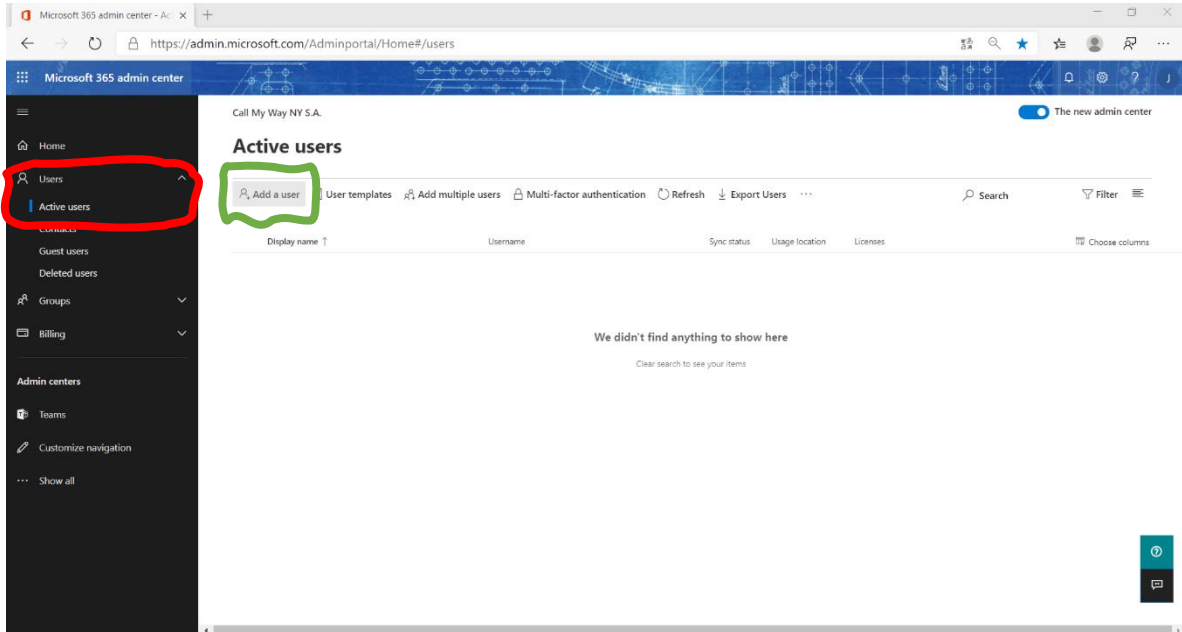 Microsoft 365 admin center - Ac
https://admin.microsoft.com/Adminportal/Home#/users
Microsoft 365 admin center
? J
Call My Way NY S.A.
The new admin center
Home
Active users
Users
Add a user User templates Add multiple users Multi-factor authentication Refresh Export Users ... Search Filter
Active users
Contacts
Display name ↑ Username Sync status Usage location Licenses Choose columns
Guest users
Deleted users
Groups
Billing
We didn't find anything to show here
Clear search to see your items
Admin centers
Teams
Customize navigation
... Show all